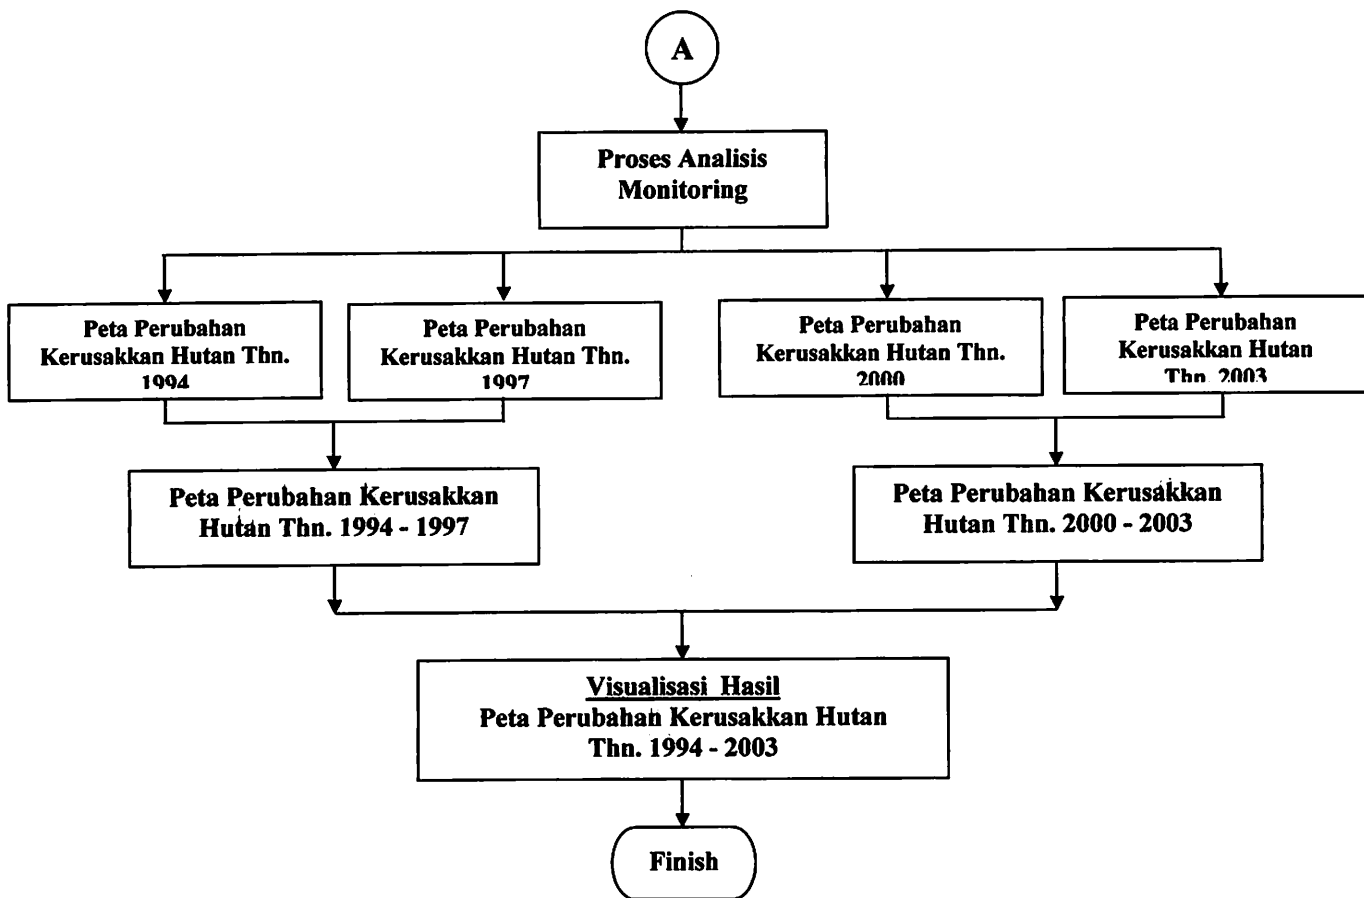 A
Proses Analisis
Monitoring
Peta Perubahan
Kerusakkan Hutan Thn.
1994
Peta Perubahan
Kerusakkan Hutan Thn.
1997
Peta Perubahan
Kerusakkan Hutan Thn.
2000
Peta Perubahan
Kerusakkan Hutan
Thn. 2003
Peta Perubahan Kerusakkan
Hutan Thn. 1994 - 1997
Peta Perubahan Kerusakkan
Hutan Thn. 2000 - 2003
Visualisasi Hasil
Peta Perubahan Kerusakkan Hutan
Thn. 1994 - 2003
Finish